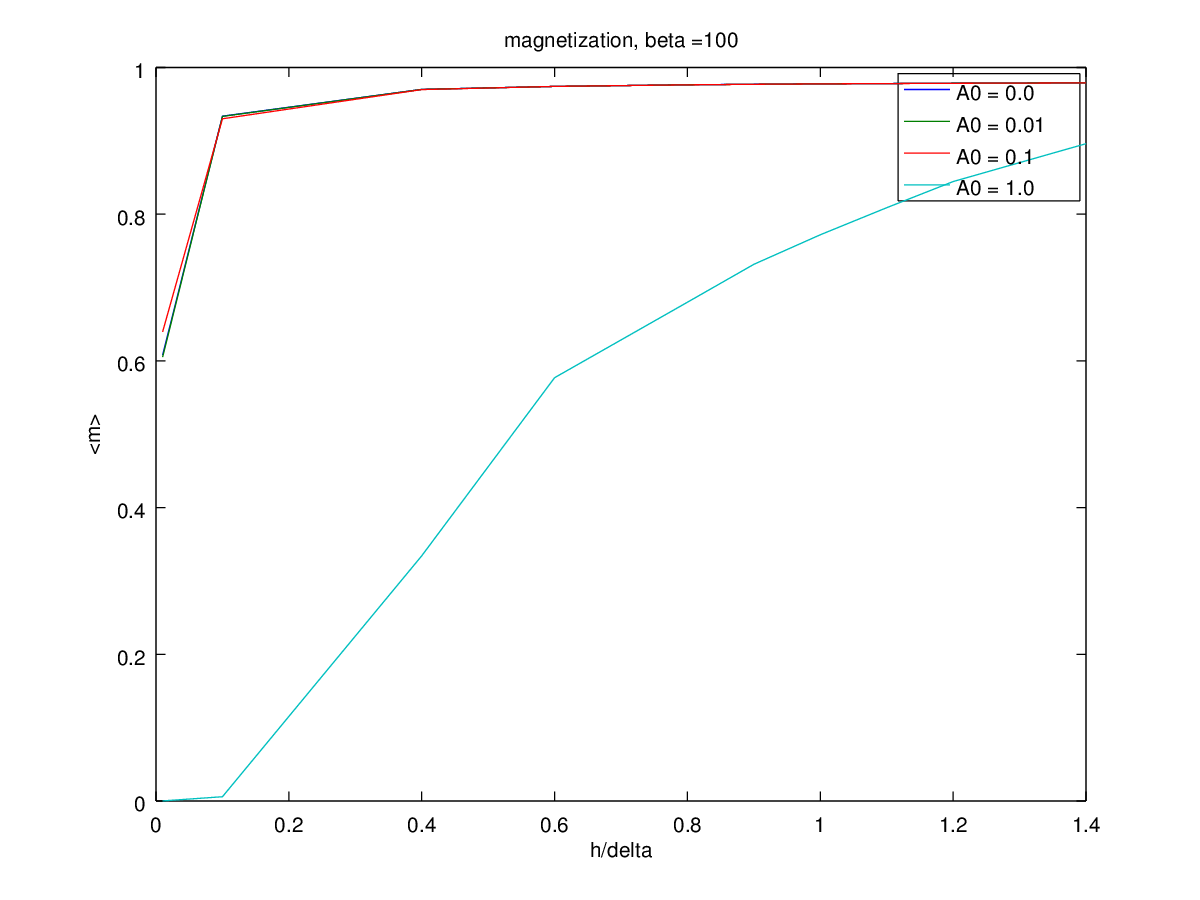 magnetization, beta =100
1
0.8
0.6
0.4
0.2
0
<m>
A0 = 0.0
A0 = 0.01
A0 = 0.1
A0 = 1.0
0 0.2 0.4 0.6 0.8 1 1.2 1.4
h/delta